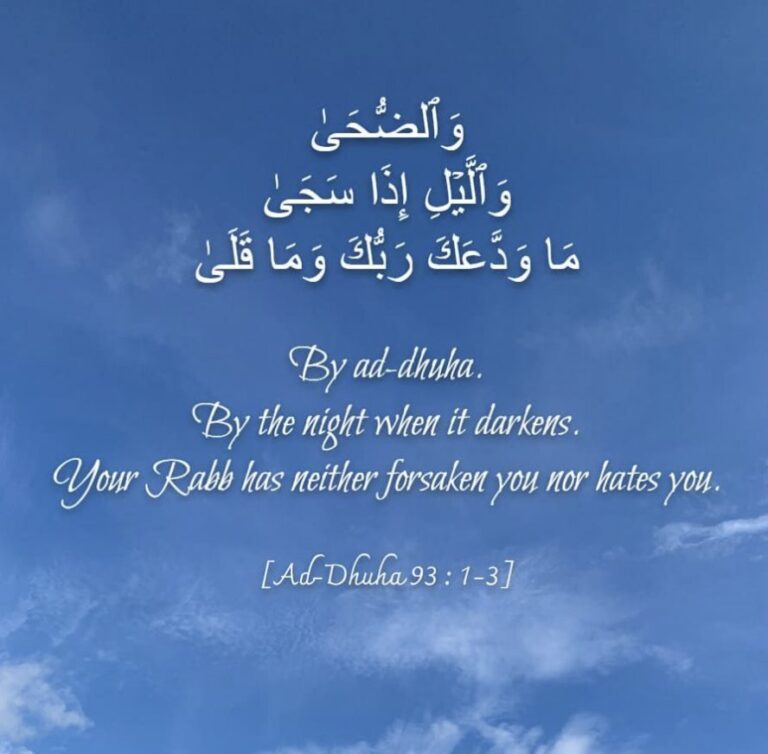 وَٱلضُّحَىٰ
وَٱلَّيْلِ إِذَا سَجَىٰ
مَا وَدَّعَكَ رَبُّكَ وَمَا قَلَىٰ
By ad-dhuha.
By the night when it darkens.
Your Rabb has neither forsaken you nor hates you.
[Ad-Dhuha 93 : 1-3]